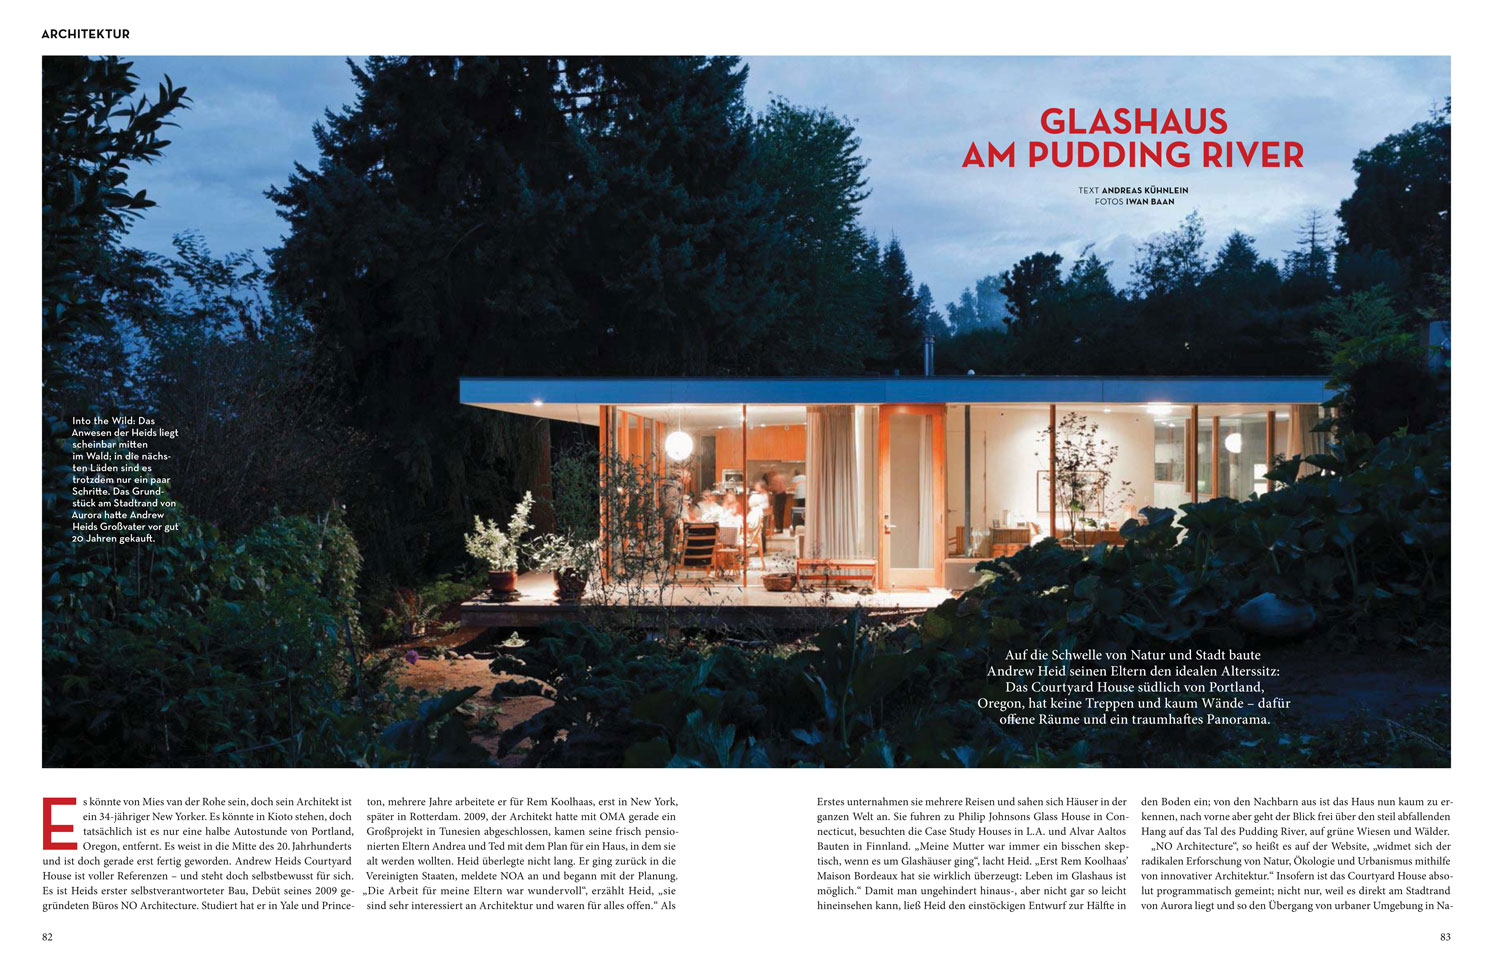 ARCHITEKTUR
GLASHAUS
AM PUDDING RIVER
TEXT ANDREAS KÜHNLEIN
FOTOS IWAN BAAN
Into the Wild: Das
Anwesen der Heids liegt
scheinbar mitten
im Wald; in die nächs-
ten Läden sind es
trotzdem nur ein paar
Schritte. Das Grund-
stück am Stadtrand von
Aurora hatte Andrew
Heids Großvater vor gut
20 Jahren gekauft.
Auf die Schwelle von Natur und Stadt baute
Andrew Heid seinen Eltern den idealen Alterssitz:
Das Courtyard House südlich von Portland,
Oregon, hat keine Treppen und kaum Wände – dafür
offene Räume und ein traumhaftes Panorama.
Es könnte von Mies van der Rohe sein, doch sein Architekt ist
ein 34-jähriger New Yorker. Es könnte in Kioto stehen, doch
tatsächlich ist es nur eine halbe Autostunde von Portland,
Oregon, entfernt. Es weist in die Mitte des 20. Jahrhunderts
und ist doch gerade erst fertig geworden. Andrew Heids Courtyard
House ist voller Referenzen – und steht doch selbstbewusst für sich.
Es ist Heids erster selbstverantworteter Bau, Debüt seines 2009 ge-
gründeten Büros NO Architecture. Studiert hat er in Yale und Prince-
ton, mehrere Jahre arbeitete er für Rem Koolhaas, erst in New York,
später in Rotterdam. 2009, der Architekt hatte mit OMA gerade ein
Großprojekt in Tunesien abgeschlossen, kamen seine frisch pensio-
nierten Eltern Andrea und Ted mit dem Plan für ein Haus, in dem sie
alt werden wollten. Heid überlegte nicht lang. Er ging zurück in die
Vereinigten Staaten, meldete NOA an und begann mit der Planung.
„Die Arbeit für meine Eltern war wundervoll“, erzählt Heid, „sie
sind sehr interessiert an Architektur und waren für alles offen.“ Als
Erstes unternahmen sie mehrere Reisen und sahen sich Häuser in der
ganzen Welt an. Sie fuhren zu Philip Johnsons Glass House in Con-
necticut, besuchten die Case Study Houses in L.A. und Alvar Aaltos
Bauten in Finnland. „Meine Mutter war immer ein bisschen skep-
tisch, wenn es um Glashäuser ging“, lacht Heid. „Erst Rem Koolhaas’
Maison Bordeaux hat sie wirklich überzeugt: Leben im Glashaus ist
möglich.“ Damit man ungehindert hinaus-, aber nicht gar so leicht
hineinsehen kann, ließ Heid den einstöckigen Entwurf zur Hälfte in
den Boden ein; von den Nachbarn aus ist das Haus nun kaum zu er-
kennen, nach vorne aber geht der Blick frei über den steil abfallenden
Hang auf das Tal des Pudding River, auf grüne Wiesen und Wälder.
„NO Architecture“, so heißt es auf der Website, „widmet sich der
radikalen Erforschung von Natur, Ökologie und Urbanismus mithilfe
von innovativer Architektur.“ Insofern ist das Courtyard House abso-
lut programmatisch gemeint; nicht nur, weil es direkt am Stadtrand
von Aurora liegt und so den Übergang von urbaner Umgebung in Na-
82
83